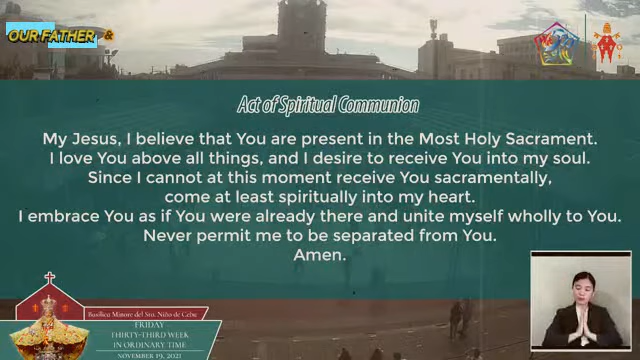 OUR FATHER &
Act of Spiritual Communion
My Jesus, I believe that You are present in the Most Holy Sacrament.
I love You above all things, and I desire to receive You into my soul.
Since I cannot at this moment receive You sacramentally,
come at least spiritually into my heart.
I embrace You as if You were already there and unite myself wholly to You.
Never permit me to be separated from You.
Amen.
Basilica Minore del Sto. Niño de Cebu
FRIDAY
THIRTY-THIRD WEEK
IN ORDINARY TIME
NOVEMBER 19, 2021